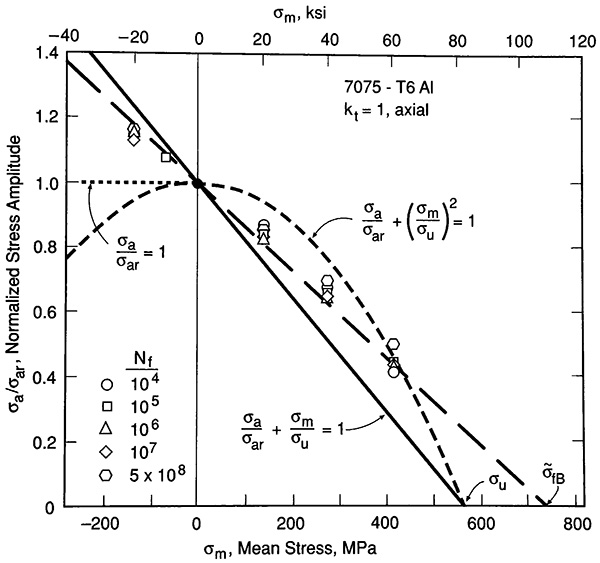 σm, ksi
−40 −20 0 20 40 60 80 100 120
1.4
1.2
1.0
0.8
0.6
0.4
0.2
0
σa/σar, Normalized Stress Amplitude
7075 - T6 Al
kt = 1, axial
σa/σar + (σm/σu)² = 1
σa/σar = 1
Nf
10⁴
10⁵
10⁶
10⁷
5 x 10⁸
σa/σar + σm/σu = 1
σu
σ̃fB
−200 0 200 400 600 800
σm, Mean Stress, MPa